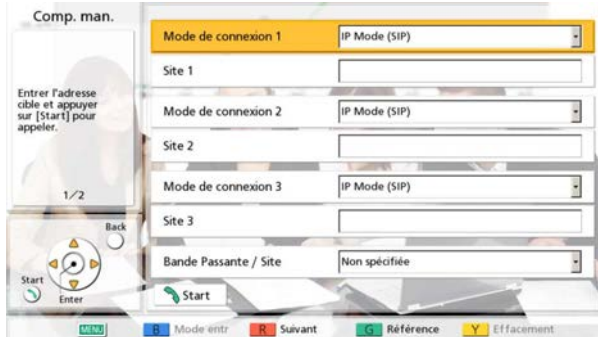 Comp. man.
Entrer l'adresse
cible et appuyer
sur [Start] pour
appeler.
1/2
Back
Start
Enter
Mode de connexion 1 IP Mode (SIP)
Site 1
Mode de connexion 2 IP Mode (SIP)
Site 2
Mode de connexion 3 IP Mode (SIP)
Site 3
Bande Passante / Site Non spécifiée
Start
MENU B Mode entr R Suivant G Référence Y Effacement